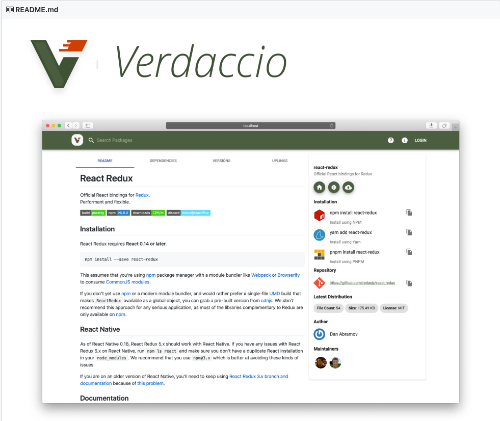 README.md
Verdaccio
localhost
Search Packages
LOGIN
README DEPENDENCIES VERSIONS UPLINKS
React Redux
Official React bindings for Redux.
Performant and flexible.
build passing npm downloads discord
Installation
React Redux requires React 0.14 or later.
npm install --save react-redux
This assumes that you're using npm package manager with a module bundler like Webpack or Browserify
to consume CommonJS modules.
If you don't yet use npm or a modern module bundler, and would rather prefer a single-file UMD build that
makes ReactRedux available as a global object, you can grab a pre-built version from cdnjs. We don't
recommend this approach for any serious application, as most of the libraries complementary to Redux are
only available on npm.
React Native
As of React Native 0.18, React Redux 5.x should work with React Native. If you have any issues with React
Redux 5.x on React Native, run npm ls react and make sure you don't have a duplicate React installation
in your node_modules. We recommend that you use npm@3.x which is better at avoiding these kinds of
issues.
If you are on an older version of React Native, you'll need to keep using React Redux 3.x branch and
documentation because of this problem.
Documentation
react-redux
Official React bindings for Redux
Installation
npm install react-redux
Install using NPM
yarn add react-redux
Install using Yarn
pnpm install react-redux
Install using PNPM
Repository
Latest Distribution
File Count: 54 Size: License: MIT
Author
Dan Abramov
Maintainers